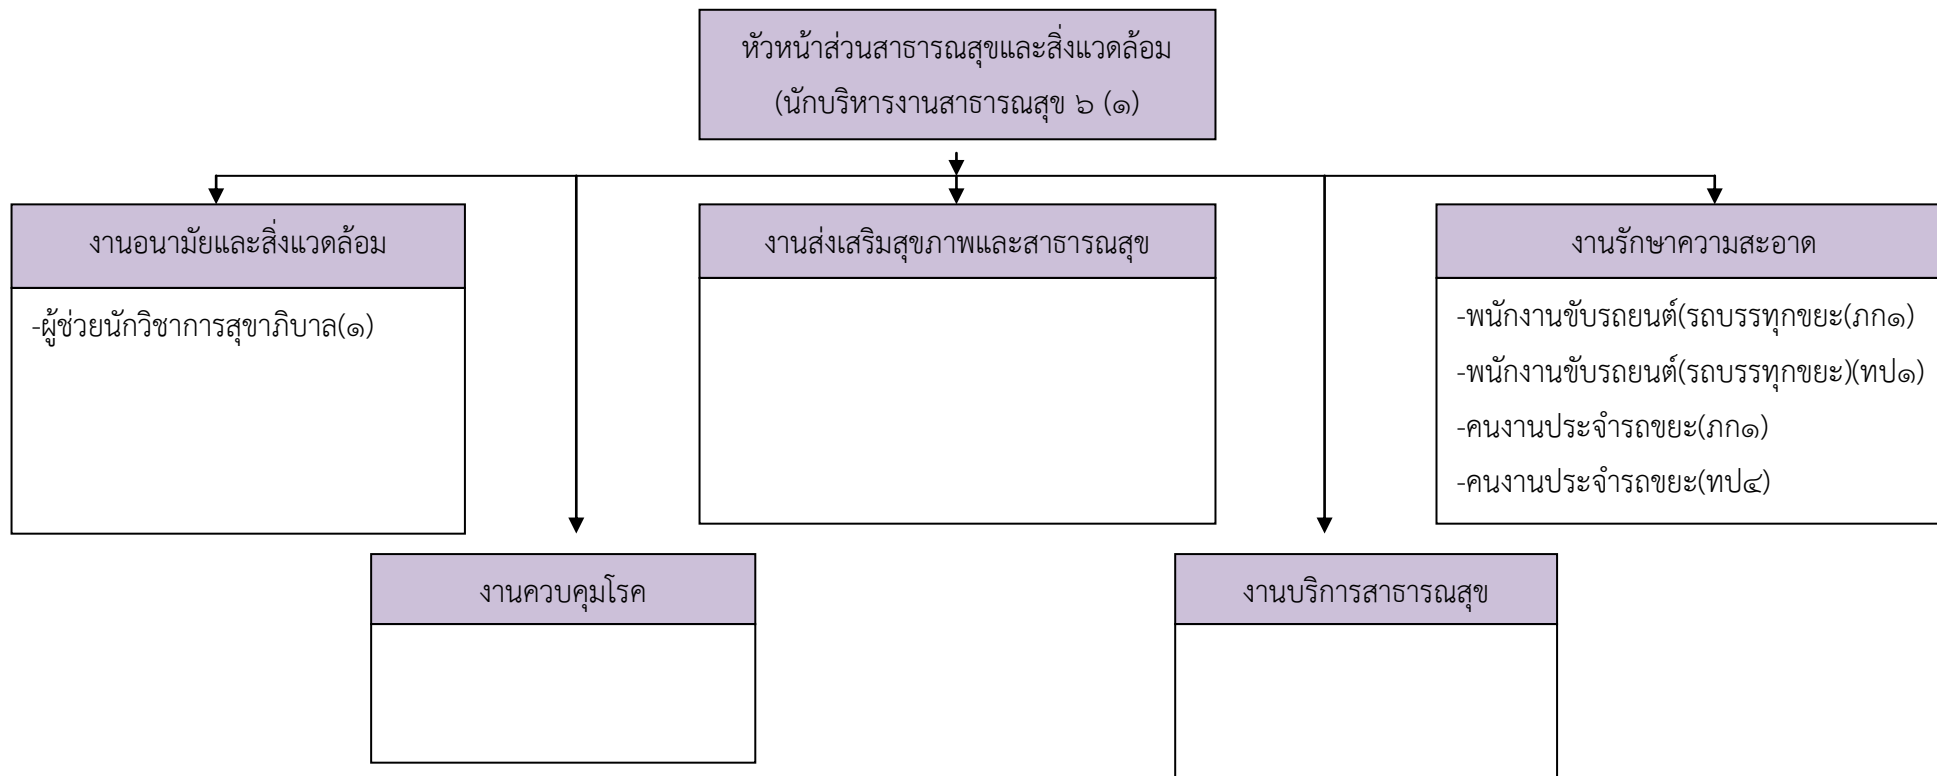 หัวหน้าส่วนสาธารณสุขและสิ่งแวดล้อม
(นักบริหารงานสาธารณสุข ๖ (๑)
งานอนามัยและสิ่งแวดล้อม
-ผู้ช่วยนักวิชาการสุขาภิบาล(๑)
งานส่งเสริมสุขภาพและสาธารณสุข
งานรักษาความสะอาด
-พนักงานขับรถยนต์(รถบรรทุกขยะ(ภก๑)
-พนักงานขับรถยนต์(รถบรรทุกขยะ)(ทป๑)
-คนงานประจำรถขยะ(ภก๑)
-คนงานประจำรถขยะ(ทป๔)
งานควบคุมโรค
งานบริการสาธารณสุข